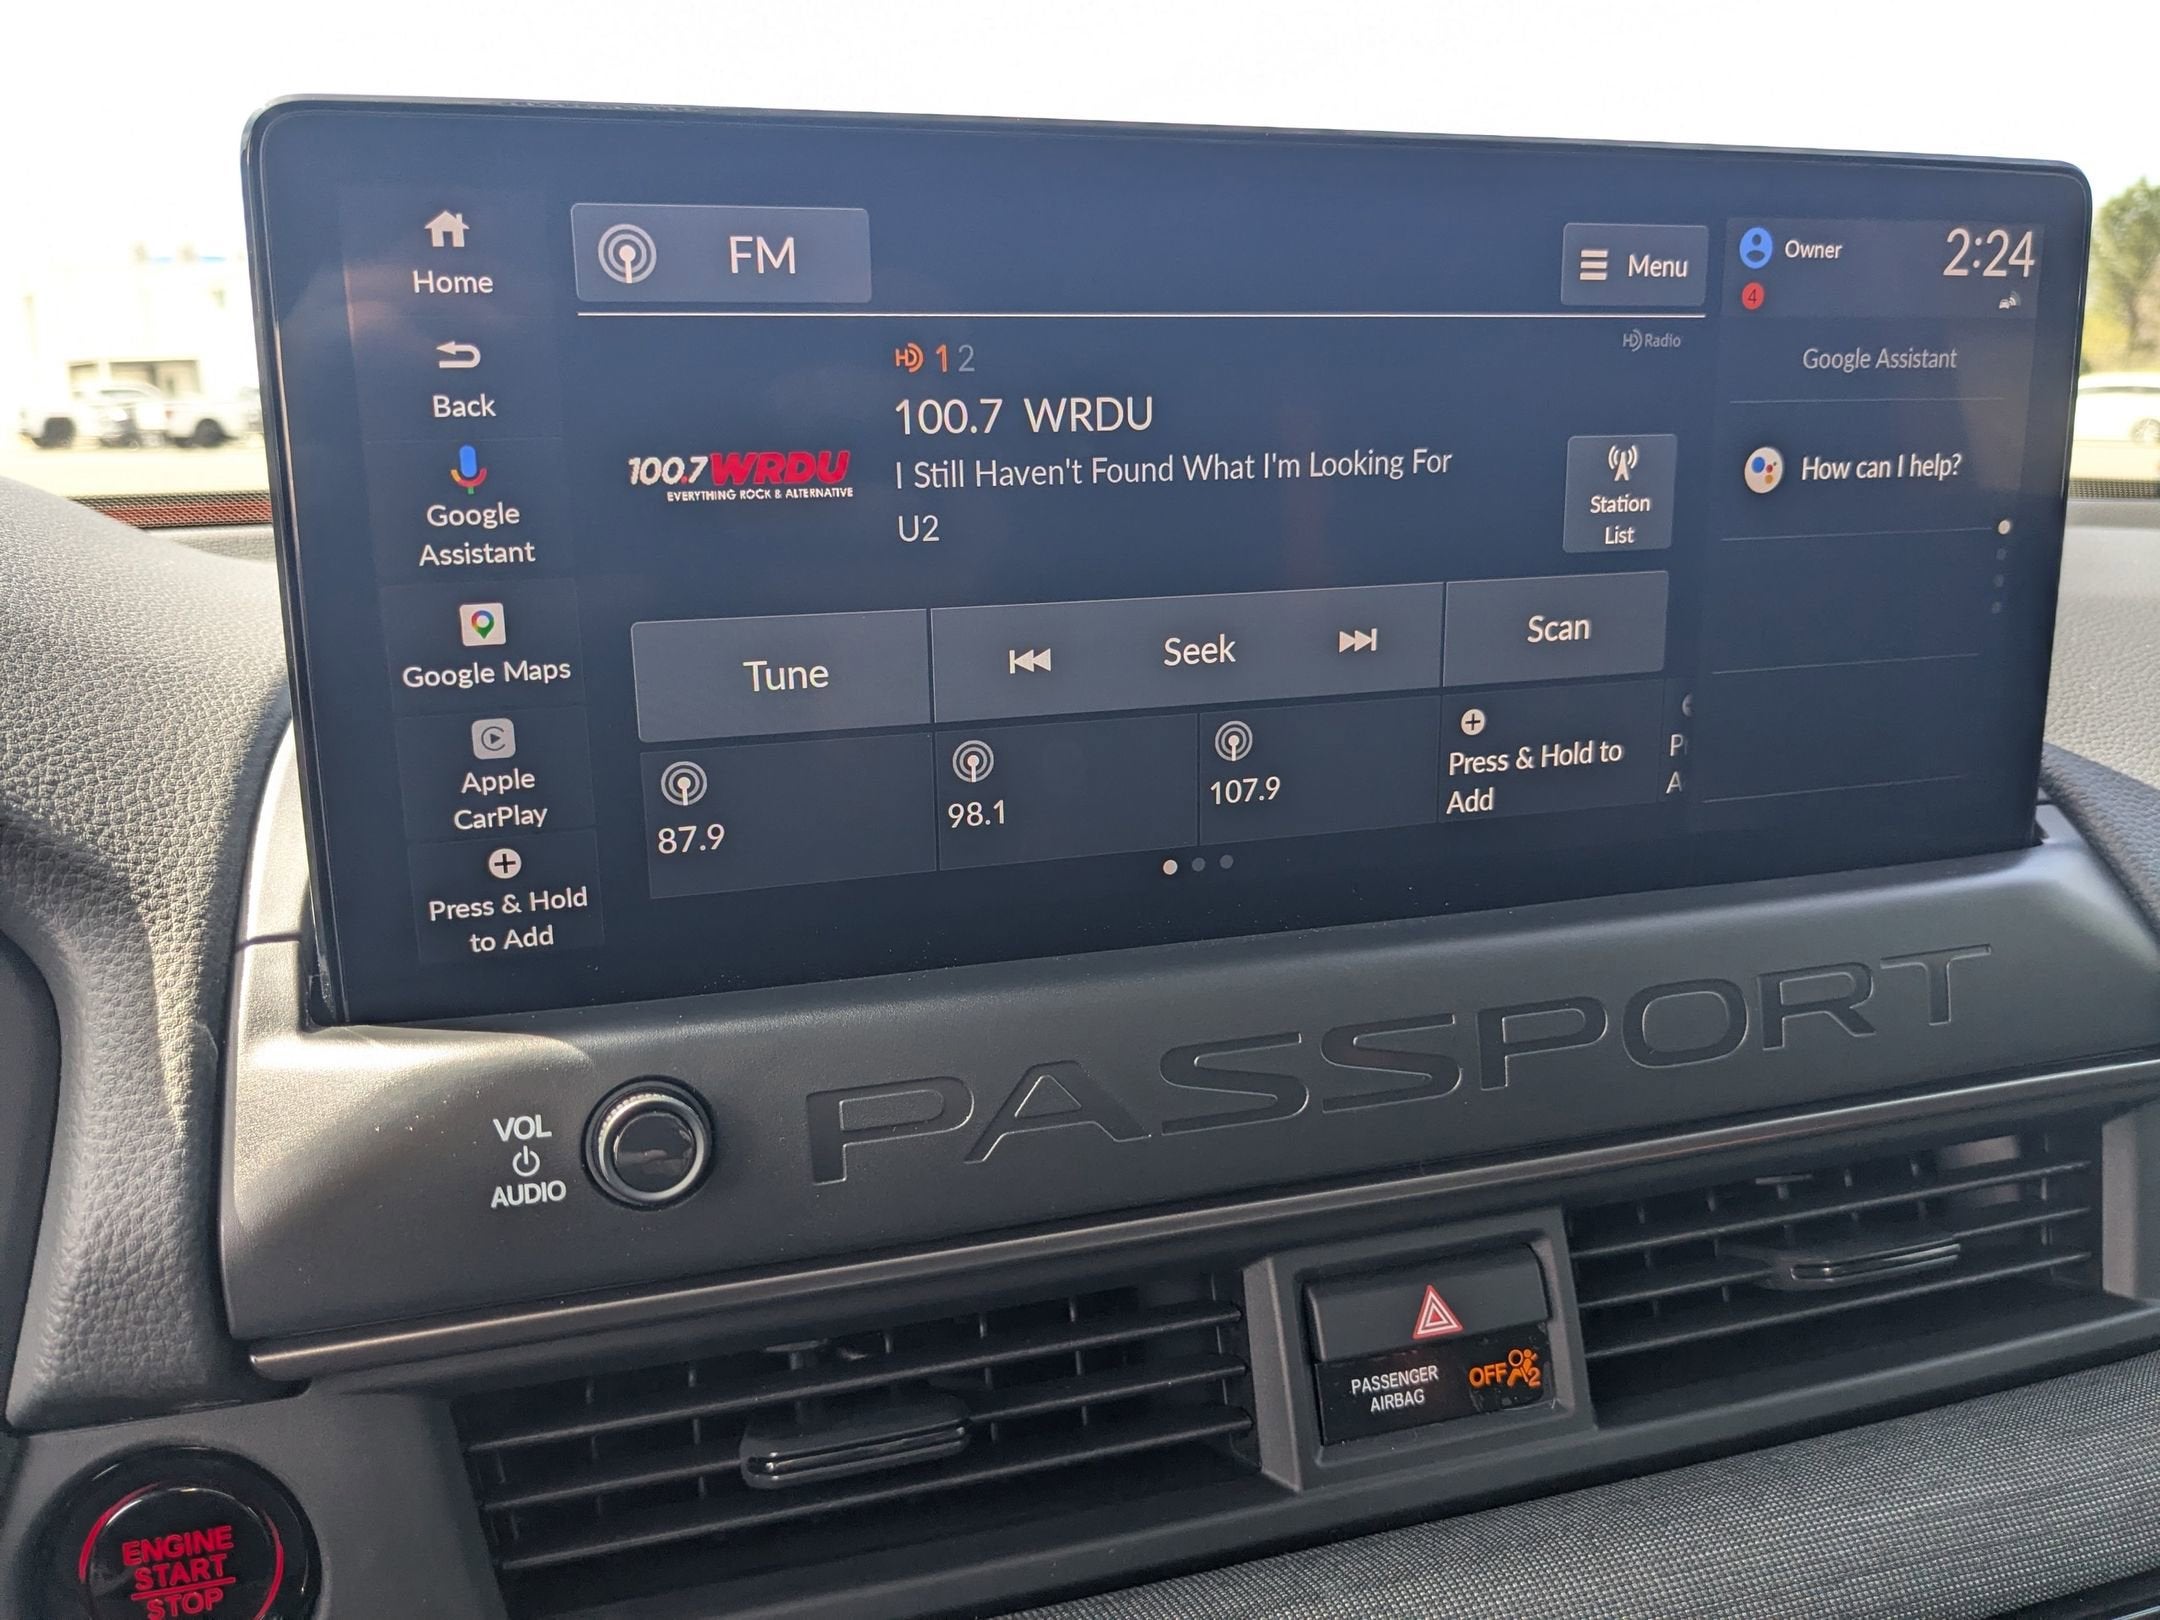 Home
Back
Google
Assistant
Google Maps
Apple
CarPlay
Press & Hold
to Add
FM
Menu
HD Radio
HD 1 2
100.7 WRDU
I Still Haven't Found What I'm Looking For
U2
100.7 WRDU
EVERYTHING ROCK & ALTERNATIVE
Station
List
Tune
Seek
Scan
87.9
98.1
107.9
Press & Hold to
Add
P
A
Owner
2:24
4
Google Assistant
How can I help?
PASSPORT
VOL
AUDIO
PASSENGER
AIRBAG
OFF 2
ENGINE
START
STOP